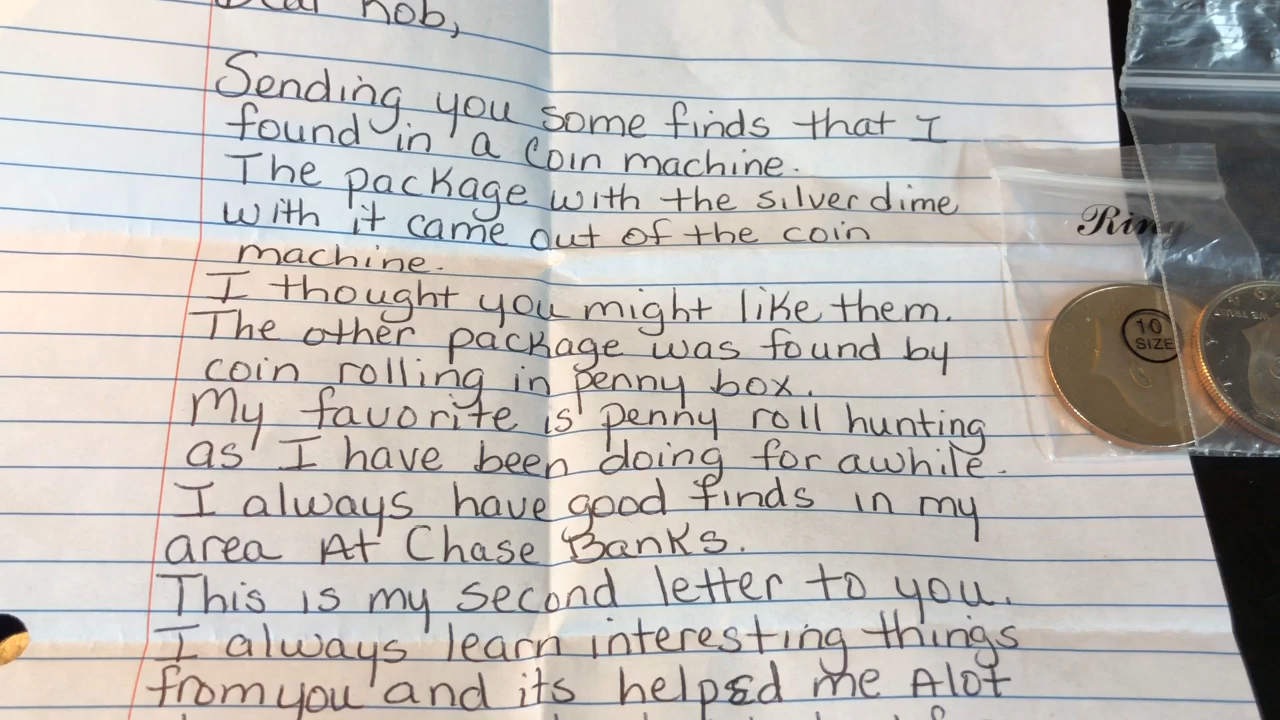 Dear Rob,
Sending you some finds that I
found in a Coin machine.
The package with the silver dime
with it came out of the coin
machine.
I thought you might like them.
The other package was found by
coin rolling in penny box.
My favorite is penny roll hunting
as I have been doing for awhile.
I always have good finds in my
area At Chase Banks.
This is my second letter to you.
I always learn interesting things
from you and its helped me Alot
Ring
10
SIZE